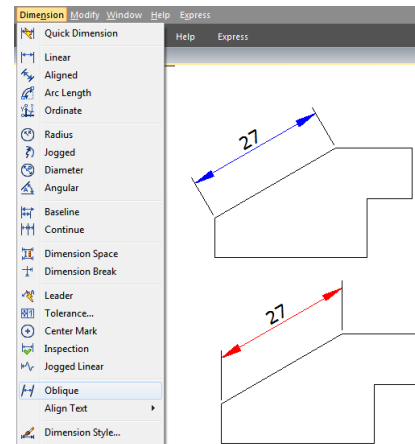 Dimension Modify Window Help Express
Help Express
Quick Dimension
Linear
Aligned
Arc Length
Ordinate
Radius
Jogged
Diameter
Angular
Baseline
Continue
Dimension Space
Dimension Break
Leader
Tolerance...
Center Mark
Inspection
Jogged Linear
Oblique
Align Text
Dimension Style...
27
27